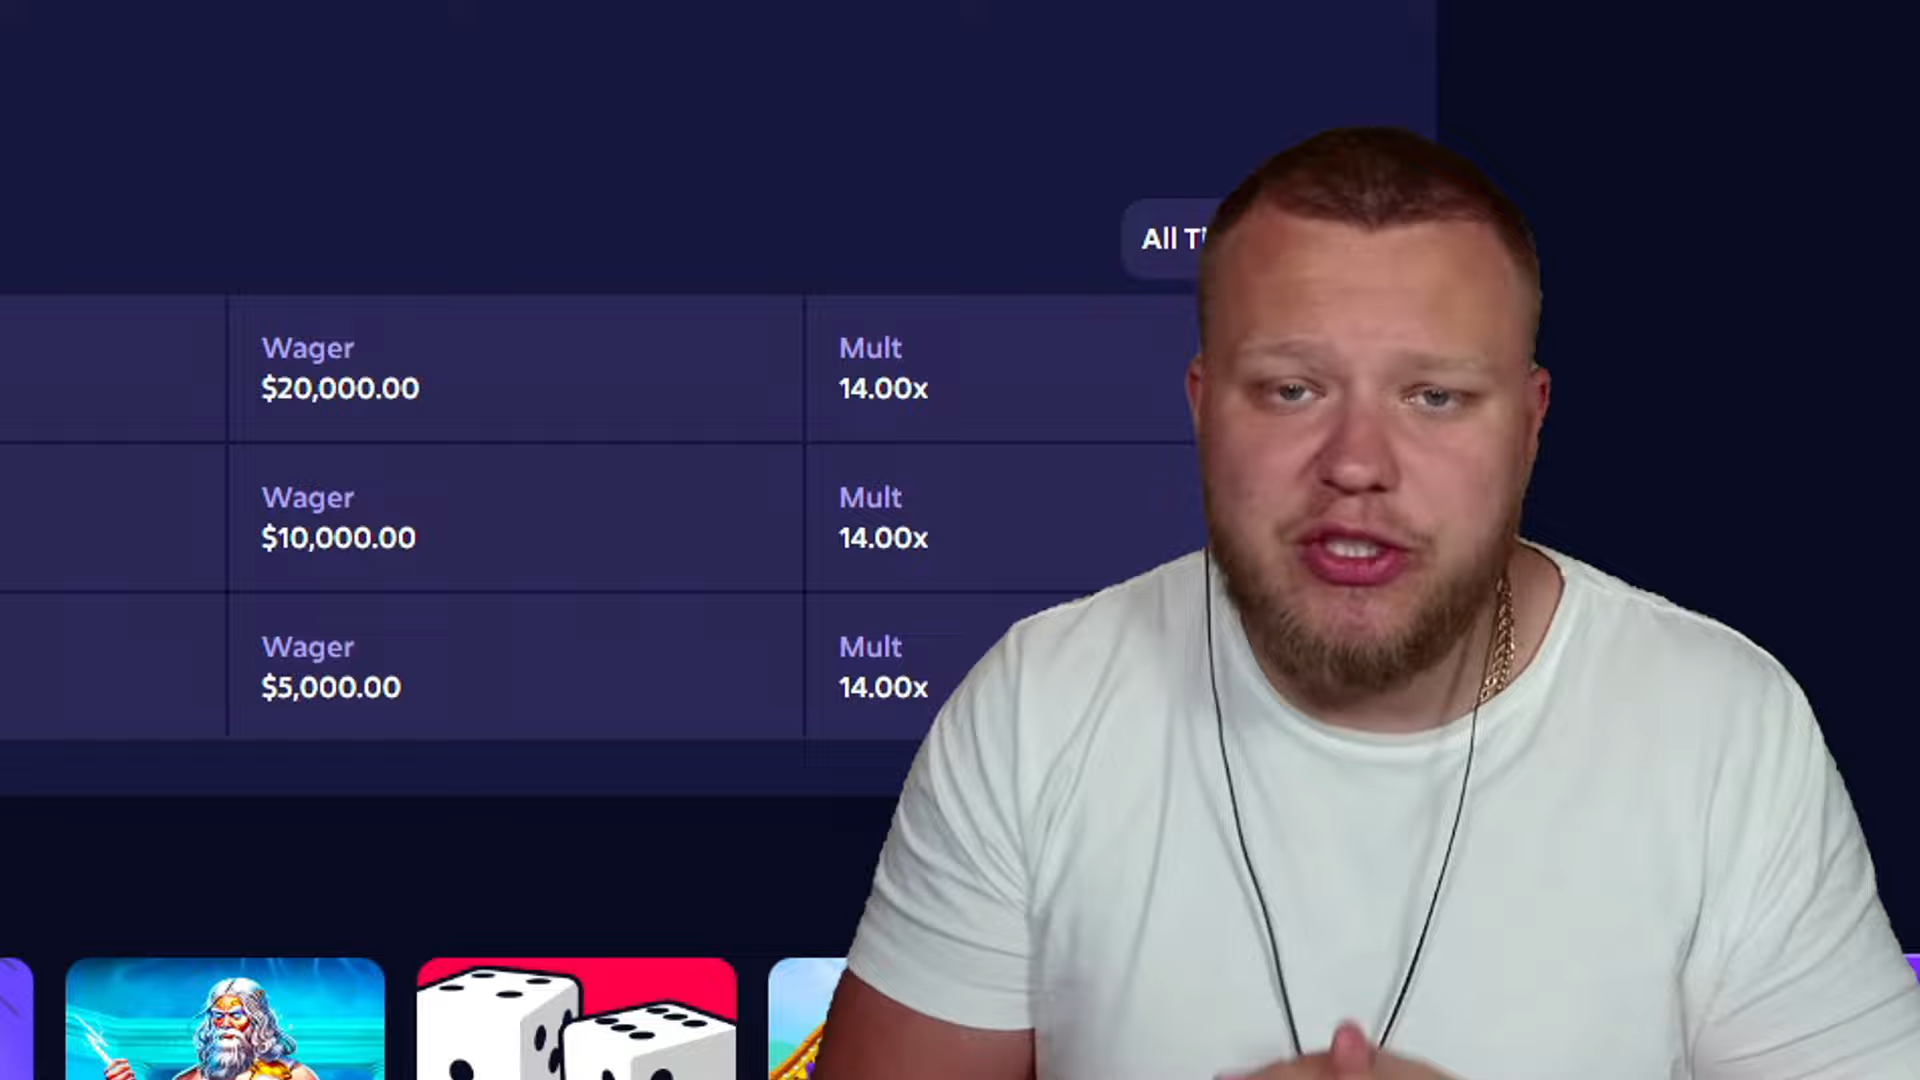 All
Wager
$20,000.00
Mult
14.00x
Wager
$10,000.00
Mult
14.00x
Wager
$5,000.00
Mult
14.00x